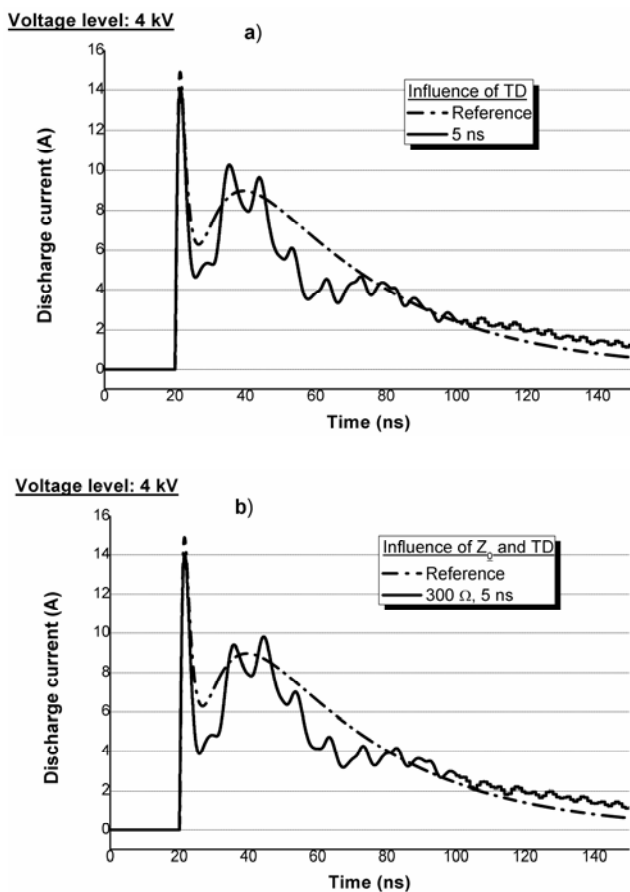 Voltage level: 4 kV
a)
16
14
12
10
8
6
4
2
0
Discharge current (A)
Influence of TD
Reference
5 ns
0 20 40 60 80 100 120 140
Time (ns)
Voltage level: 4 kV
b)
16
14
12
10
8
6
4
2
0
Discharge current (A)
Influence of Z0 and TD
Reference
300 Ω, 5 ns
0 20 40 60 80 100 120 140
Time (ns)